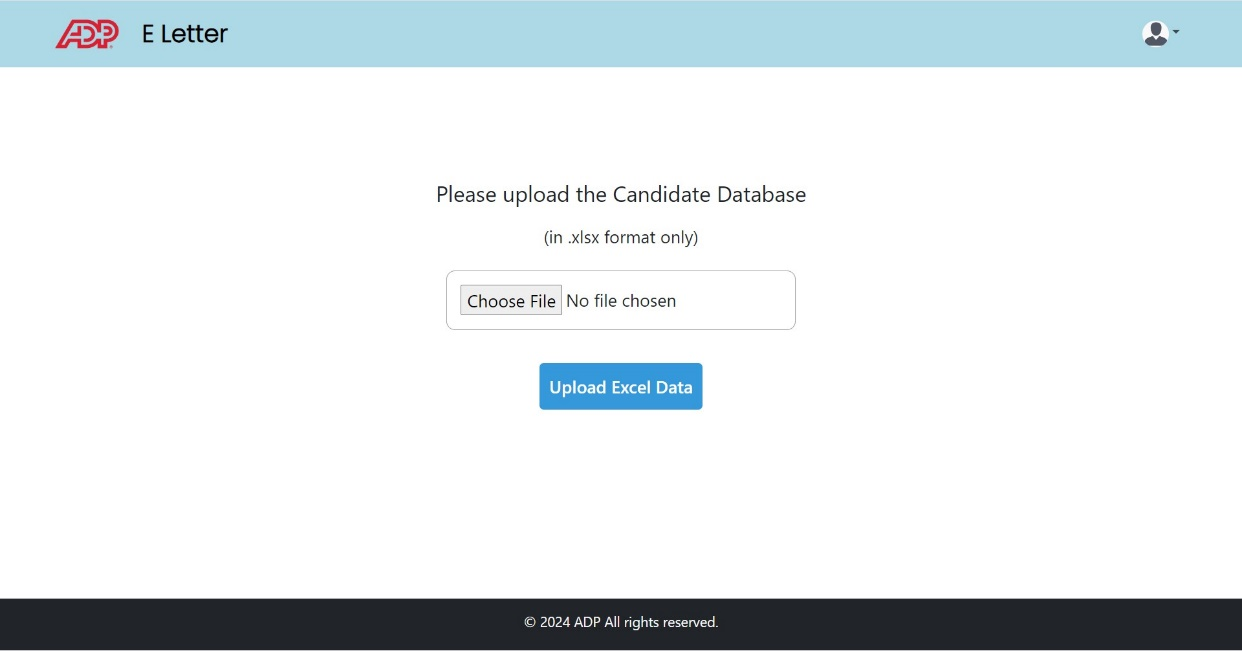 ADP E Letter
Please upload the Candidate Database
(in .xlsx format only)
Choose File No file chosen
Upload Excel Data
© 2024 ADP All rights reserved.